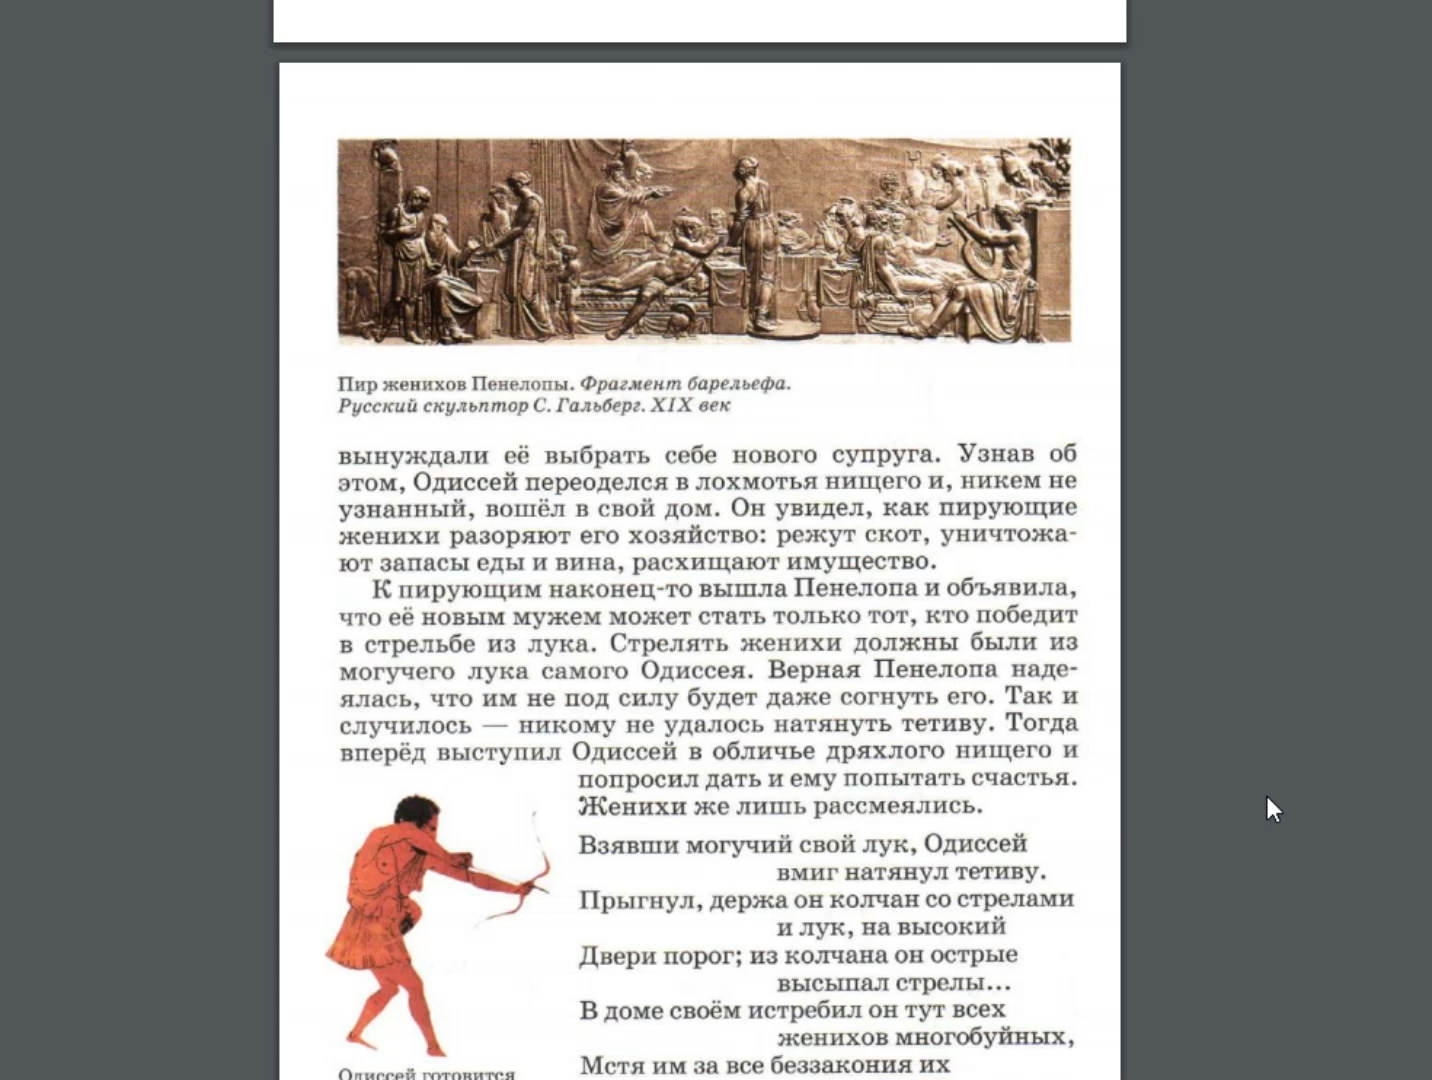 Пир женихов Пенелопы. Фрагмент барельефа.
Русский скульптор С. Гальберг. XIX век
вынуждали её выбрать себе нового супруга. Узнав об
этом, Одиссей переоделся в лохмотья нищего и, никем не
узнанный, вошёл в свой дом. Он увидел, как пирующие
женихи разоряют его хозяйство: режут скот, уничтожа-
ют запасы еды и вина, расхищают имущество.
К пирующим наконец-то вышла Пенелопа и объявила,
что её новым мужем может стать только тот, кто победит
в стрельбе из лука. Стрелять женихи должны были из
могучего лука самого Одиссея. Верная Пенелопа наде-
ялась, что им не под силу будет даже согнуть его. Так и
случилось — никому не удалось натянуть тетиву. Тогда
вперёд выступил Одиссей в обличье дряхлого нищего и
попросил дать и ему попытать счастья.
Женихи же лишь рассмеялись.
Взявши могучий свой лук, Одиссей
вмиг натянул тетиву.
Прыгнул, держа он колчан со стрелами
и лук, на высокий
Двери порог; из колчана он острые
высыпал стрелы...
В доме своём истребил он тут всех
женихов многобуйных,
Мстя им за все беззакония их
Одиссей готовится